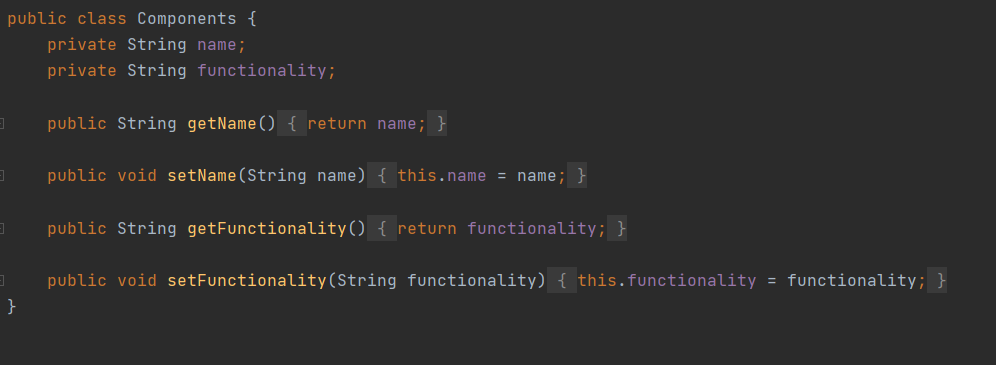 public class Components {
    private String name;
    private String functionality;
    public String getName() { return name; }
    public void setName(String name) { this.name = name; }
    public String getFunctionality() { return functionality; }
    public void setFunctionality(String functionality) { this.functionality = functionality; }
}